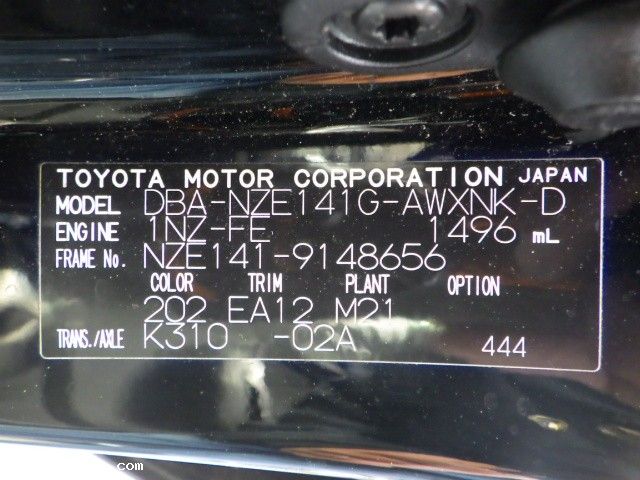 TOYOTA MOTOR CORPORATION JAPAN
MODEL DBA-NZE141G-AWXNK-D
ENGINE 1NZ-FE 1496 mL
FRAME No. NZE141-9148656
COLOR TRIM PLANT OPTION
202 EA12 M21
TRANS./AXLE K310 -02A 444
.com